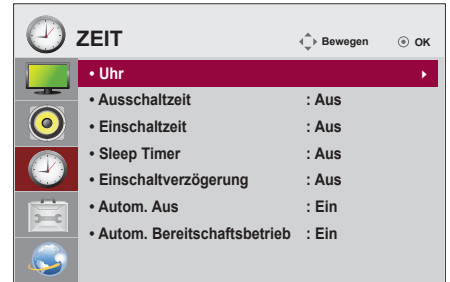 ZEIT Bewegen OK
• Uhr
• Ausschaltzeit : Aus
• Einschaltzeit : Aus
• Sleep Timer : Aus
• Einschaltverzögerung : Aus
• Autom. Aus : Ein
• Autom. Bereitschaftsbetrieb : Ein